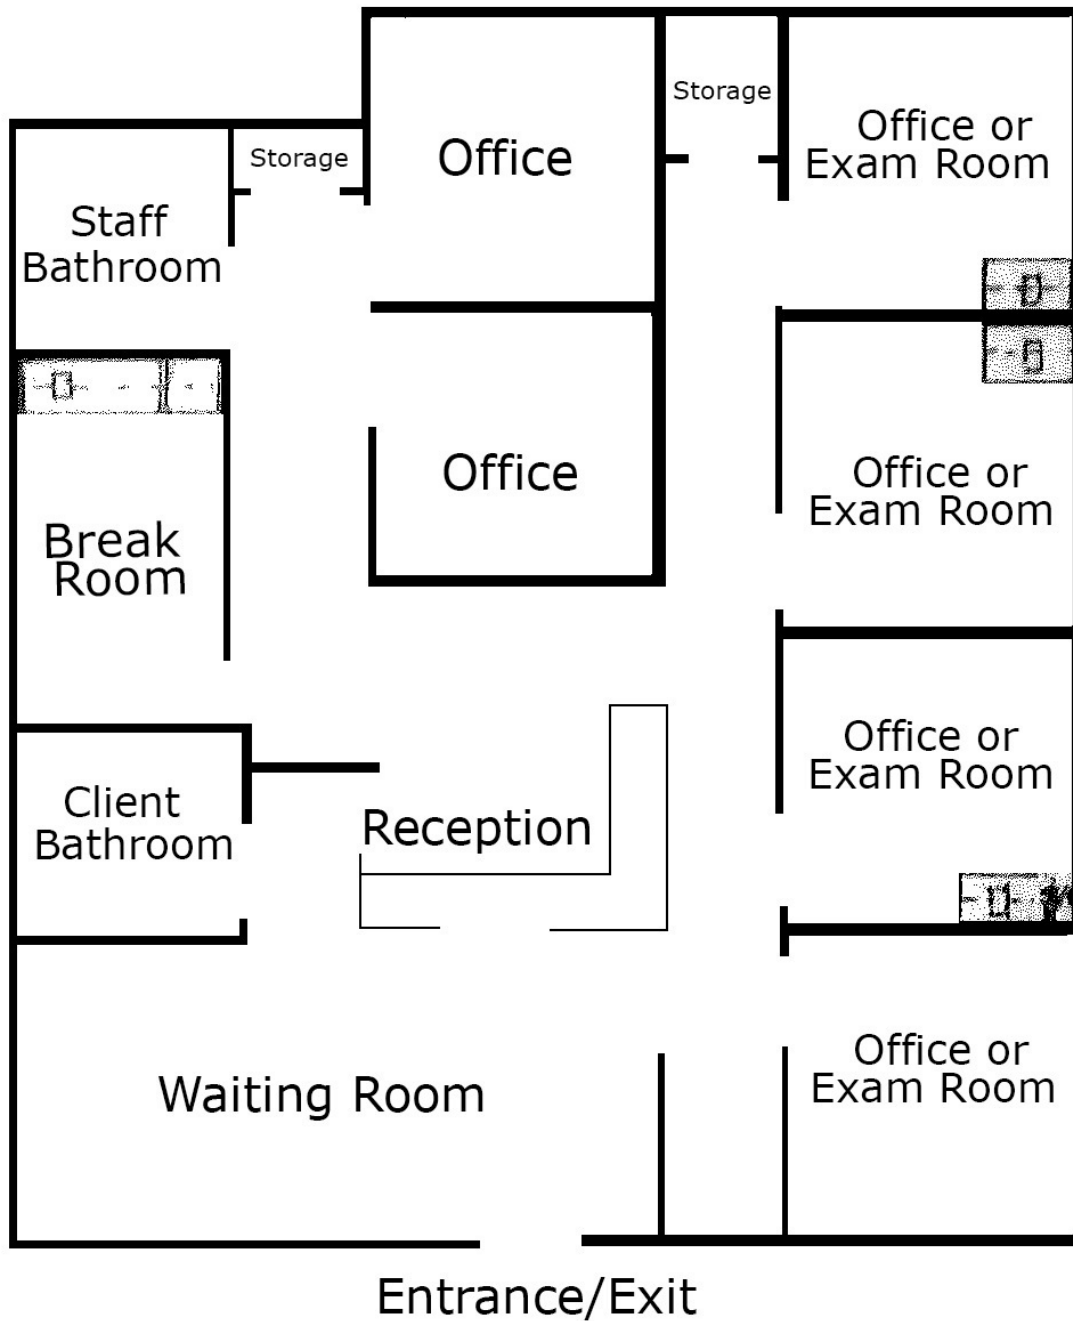 Storage
Office or
Exam Room
Office
Storage
Staff
Bathroom
Office or
Exam Room
Office
Break
Room
Office or
Exam Room
Client
Bathroom
Reception
Office or
Exam Room
Waiting Room
Entrance/Exit